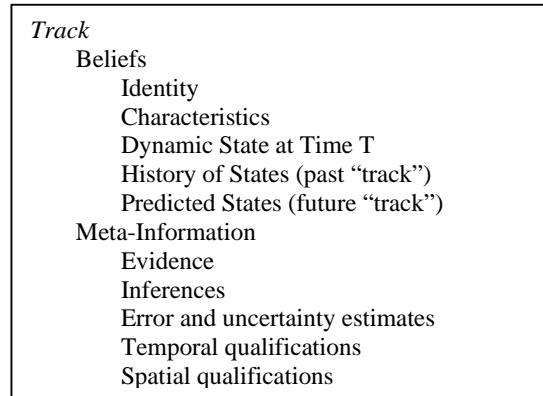 Track
Beliefs
Identity
Characteristics
Dynamic State at Time T
History of States (past “track”)
Predicted States (future “track”)
Meta-Information
Evidence
Inferences
Error and uncertainty estimates
Temporal qualifications
Spatial qualifications